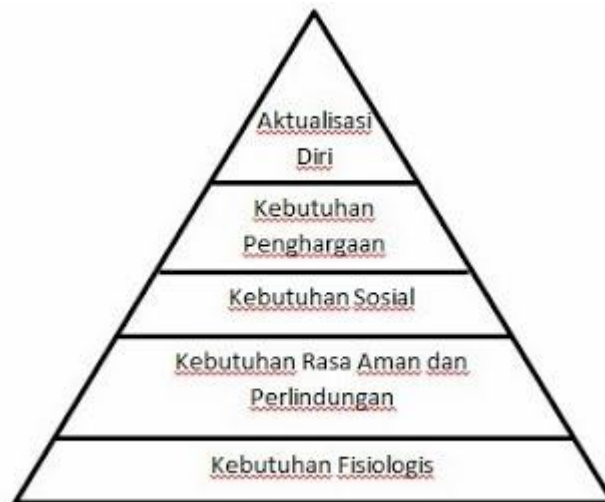 Aktualisasi
Diri
Kebutuhan
Penghargaan
Kebutuhan Sosial
Kebutuhan Rasa Aman dan
Perlindungan
Kebutuhan Fisiologis